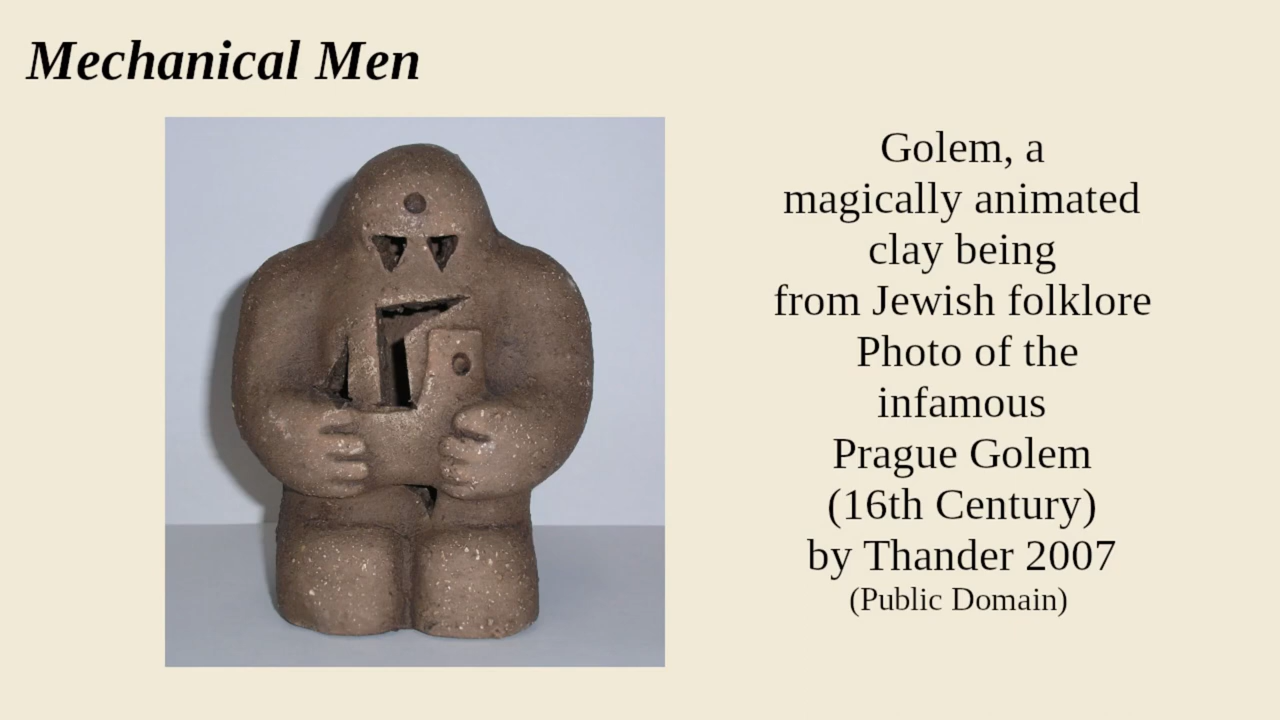 Mechanical Men
Golem, a
magically animated
clay being
from Jewish folklore
Photo of the
infamous
Prague Golem
(16th Century)
by Thander 2007
(Public Domain)